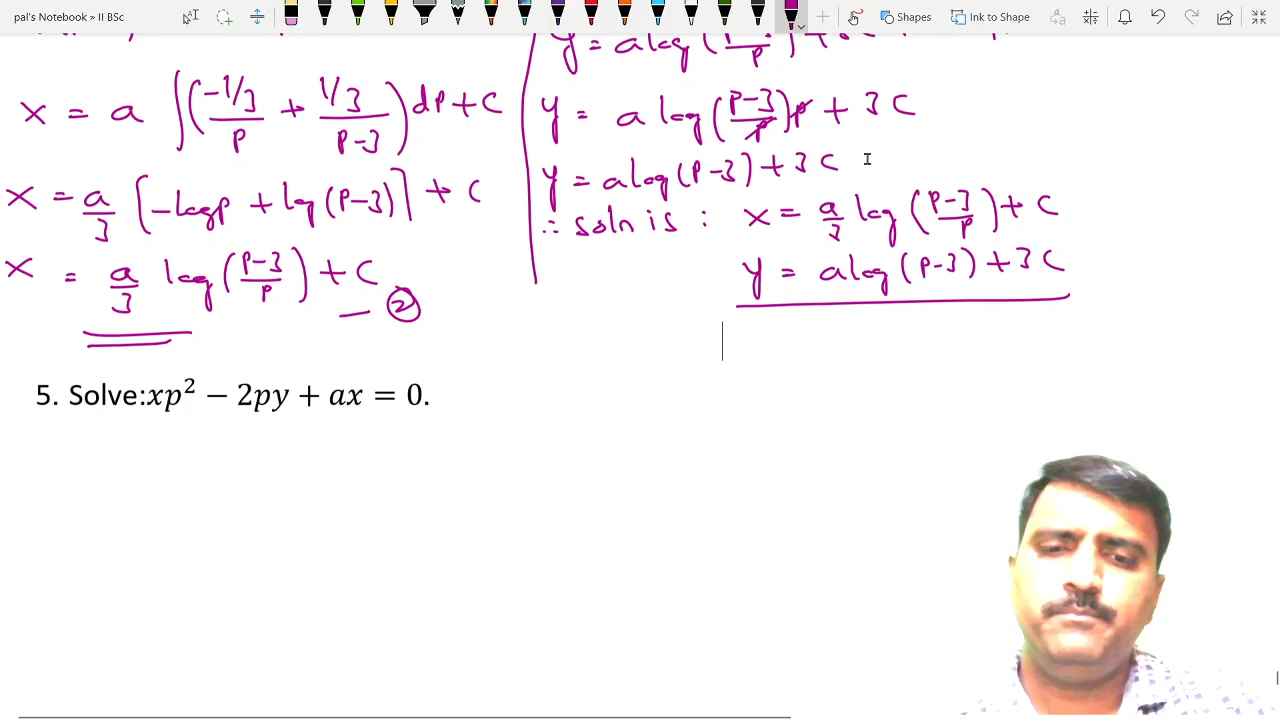 pal's Notebook » II BSc
Shapes
Ink to Shape
x = a ∫(-1/3/p + 1/3/p-3) dp + c
x = a/3 [-log p + log (p-3)] + c
x = a/3 log (p-3/p) + c — ②
y = a log (p-3/p) p + 3c
y = a log (p-3) + 3c
∴ soln is : x = a/3 log (p-3/p) + c
y = a log (p-3) + 3c
5. Solve:xp² − 2py + ax = 0.